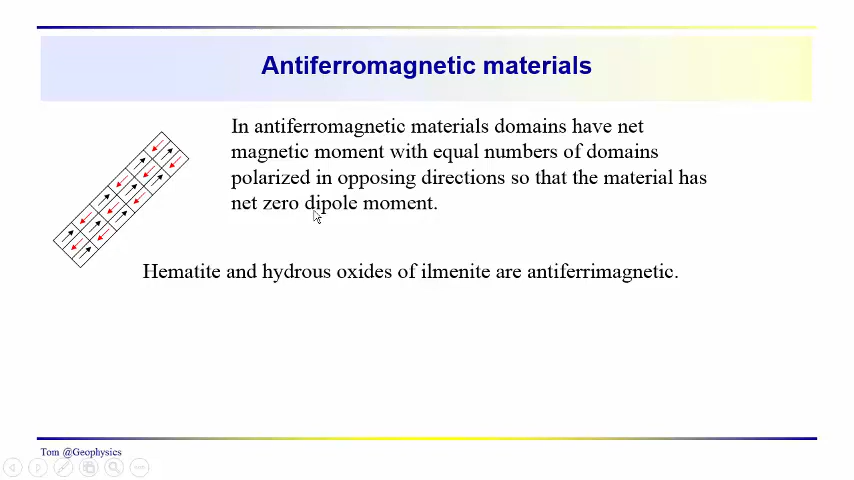 Antiferromagnetic materials
In antiferromagnetic materials domains have net
magnetic moment with equal numbers of domains
polarized in opposing directions so that the material has
net zero dipole moment.
Hematite and hydrous oxides of ilmenite are antiferrimagnetic.
Tom @Geophysics